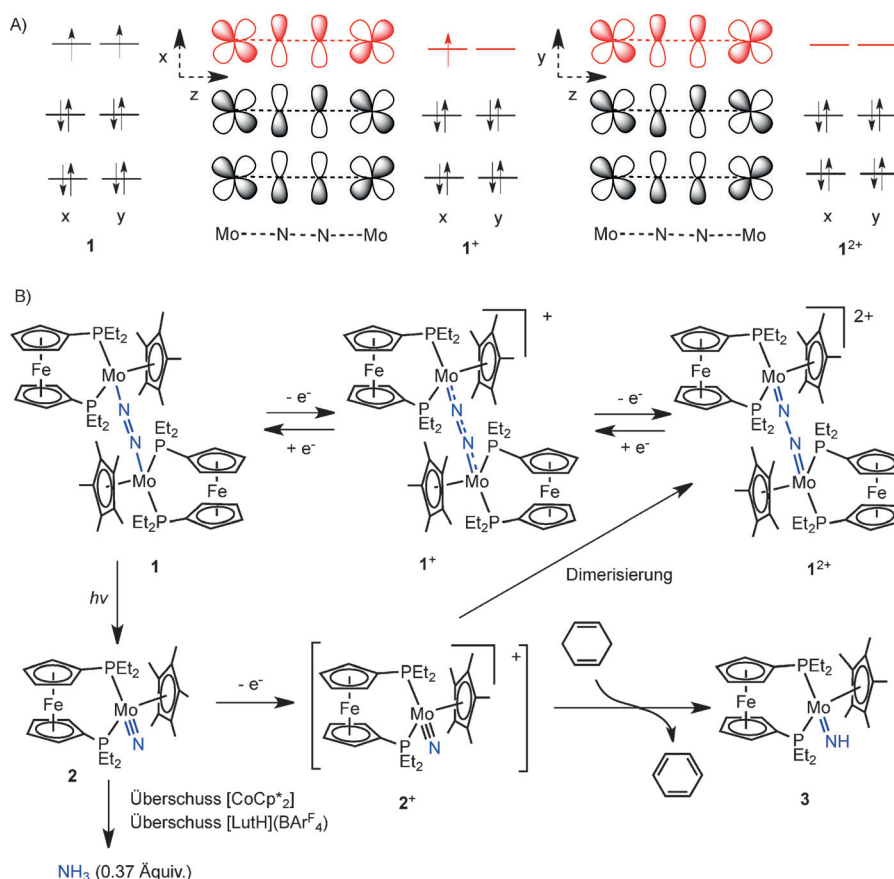 A)
x
z
y
z
x y
1
Mo N N Mo
x y
1+
Mo N N Mo
x y
1²⁺
B)
PEt₂
Fe
Mo
P
Et₂
N
N
Et₂
P
Mo
Fe
Et₂P
1
- e⁻
+ e⁻
+
PEt₂
Fe
Mo
P
Et₂
N
N
Et₂
P
Mo
Fe
Et₂P
1⁺
- e⁻
+ e⁻
2+
PEt₂
Fe
Mo
P
Et₂
N
N
Et₂
P
Mo
Fe
Et₂P
1²⁺
Dimerisierung
hv
PEt₂
Fe
Mo
N
P
Et₂
2
- e⁻
+
PEt₂
Fe
Mo
N
P
Et₂
2⁺
PEt₂
Fe
Mo
NH
P
Et₂
3
Überschuss [CoCp*₂]
Überschuss [LutH](BArᶠ₄)
NH₃ (0.37 Äquiv.)